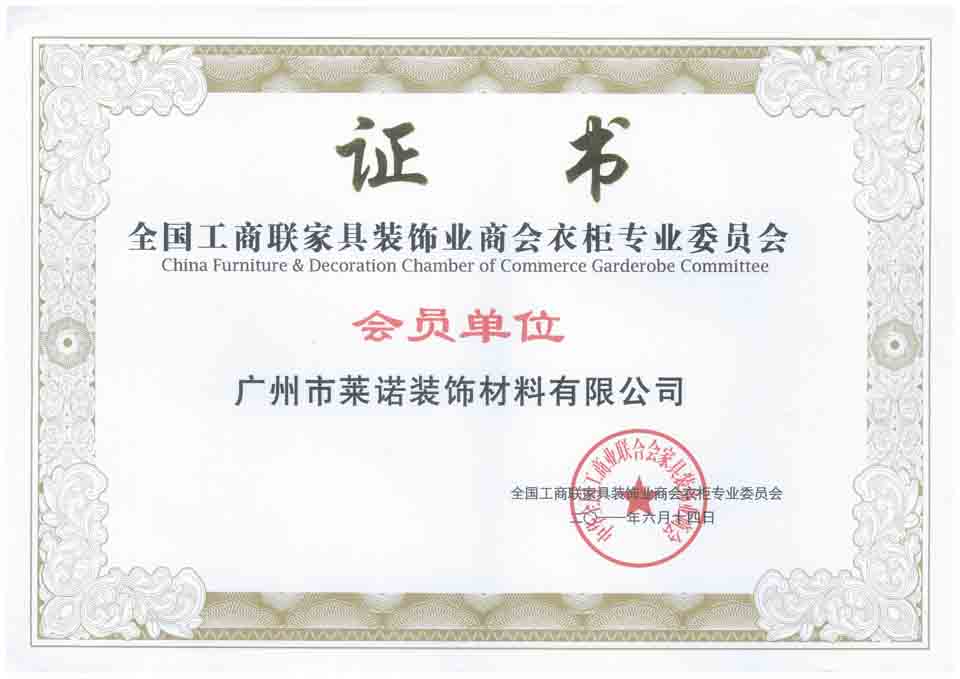 证 书
全国工商联家具装饰业商会衣柜专业委员会
China Furniture & Decoration Chamber of Commerce Garderobe Committee
会员单位
广州市莱诺装饰材料有限公司
全国工商联家具装饰业商会衣柜专业委员会
二〇一一年六月十四日
中华全国工商业联合会家具装饰业商会